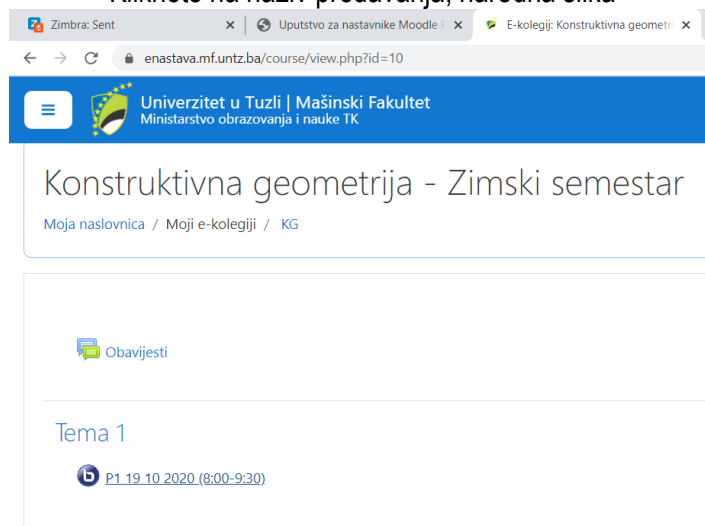 Kliknete na naziv predavanja, naredna slika
Zimbra: Sent
Uputstvo za nastavnike Moodle P
E-kolegij: Konstruktivna geometri
enastava.mf.untz.ba/course/view.php?id=10
Univerzitet u Tuzli | Mašinski Fakultet
Ministarstvo obrazovanja i nauke TK
Konstruktivna geometrija - Zimski semestar
Moja naslovnica / Moji e-kolegiji / KG
Obavijesti
Tema 1
P1 19 10 2020 (8:00-9:30)